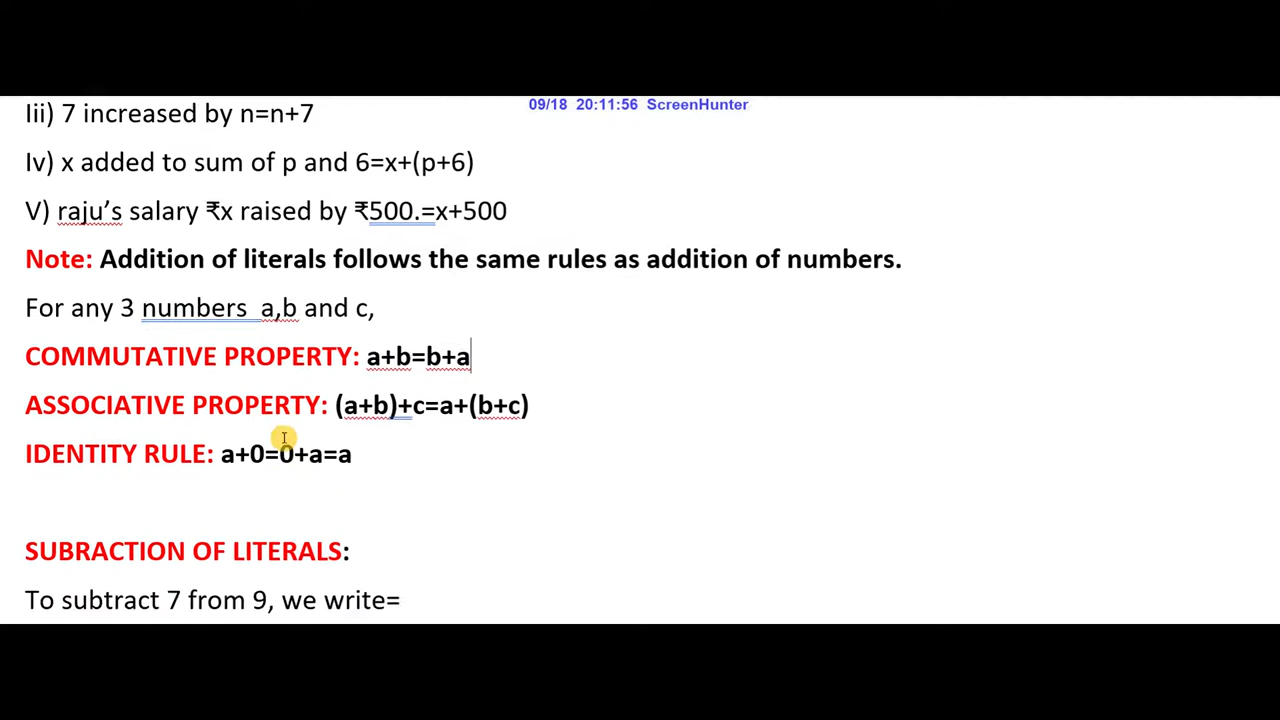 09/18 20:11:56 ScreenHunter
Iii) 7 increased by n=n+7
Iv) x added to sum of p and 6=x+(p+6)
V) raju’s salary ₹x raised by ₹500.=x+500
Note: Addition of literals follows the same rules as addition of numbers.
For any 3 numbers  a,b and c,
COMMUTATIVE PROPERTY: a+b=b+a
ASSOCIATIVE PROPERTY: (a+b)+c=a+(b+c)
IDENTITY RULE: a+0=0+a=a
SUBRACTION OF LITERALS:
To subtract 7 from 9, we write=